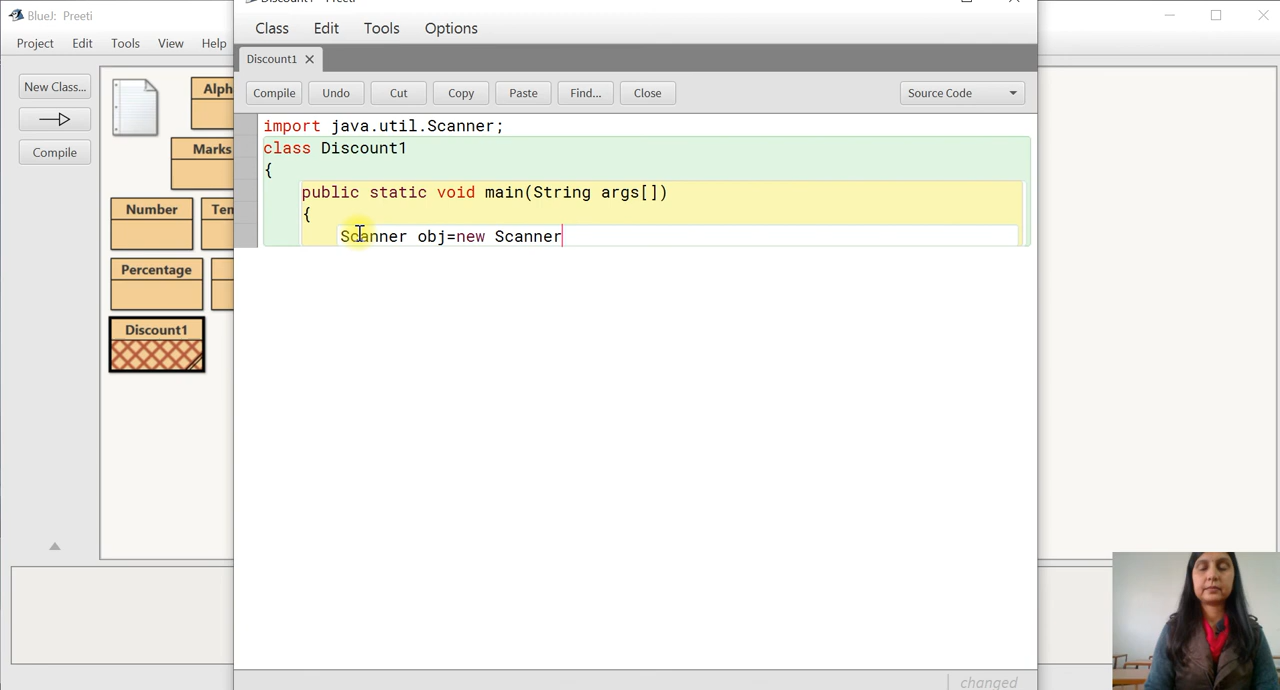 BlueJ: Preeti
Project Edit Tools View Help
New Class...
Compile
Alph
Marks
Number
Ten
Percentage
Discount1
Class Edit Tools Options
Discount1
Compile Undo Cut Copy Paste Find... Close Source Code
import java.util.Scanner;
class Discount1
{
public static void main(String args[])
{
Scanner obj=new Scanner
changed